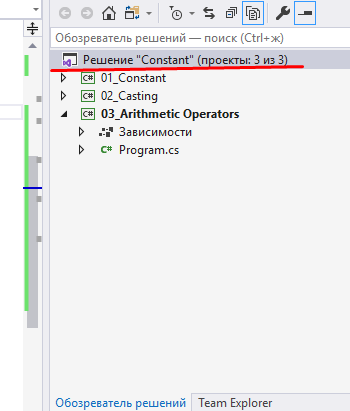 Обозреватель решений — поиск (Ctrl+ж)
Решение "Constant" (проекты: 3 из 3)
C# 01_Constant
C# 02_Casting
C# 03_Arithmetic Operators
Зависимости
C# Program.cs
Обозреватель решений Team Explorer